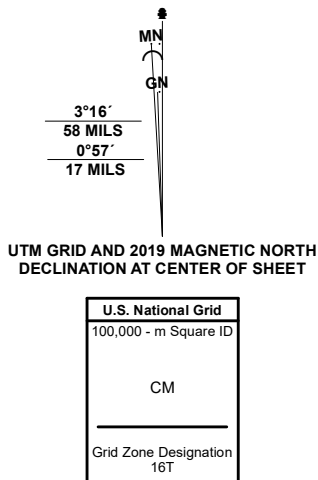 MN
GN
3°16´
58 MILS
0°57´
17 MILS
UTM GRID AND 2019 MAGNETIC NORTH
DECLINATION AT CENTER OF SHEET
U.S. National Grid
100,000 - m Square ID
CM
Grid Zone Designation
16T